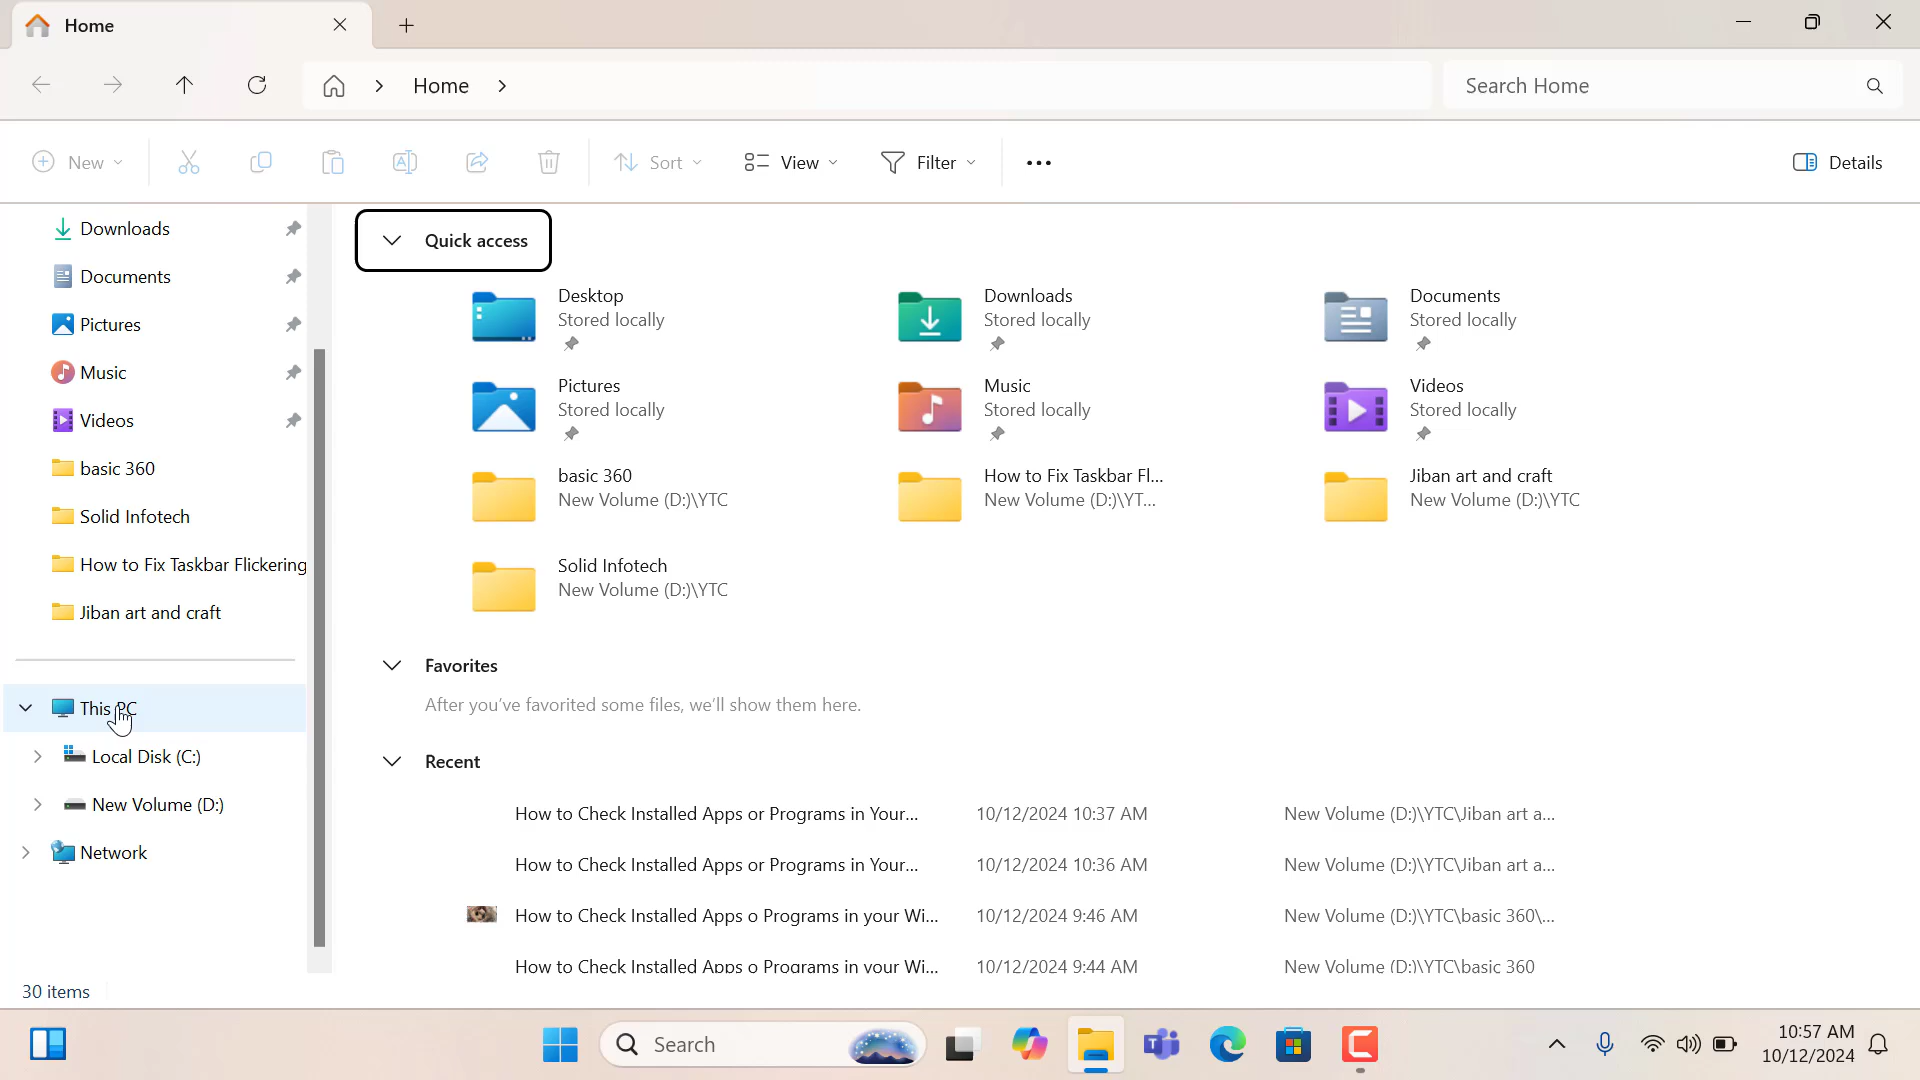 Home
Home
Search Home
New
Sort
View
Filter
Details
Downloads
Documents
Pictures
Music
Videos
basic 360
Solid Infotech
How to Fix Taskbar Flickering
Jiban art and craft
This PC
Local Disk (C:)
New Volume (D:)
Network
Quick access
Desktop
Stored locally
Downloads
Stored locally
Documents
Stored locally
Pictures
Stored locally
Music
Stored locally
Videos
Stored locally
basic 360
New Volume (D:)\YTC
How to Fix Taskbar Fl...
New Volume (D:)\YT...
Jiban art and craft
New Volume (D:)\YTC
Solid Infotech
New Volume (D:)\YTC
Favorites
After you've favorited some files, we'll show them here.
Recent
How to Check Installed Apps or Programs in Your... 10/12/2024 10:37 AM New Volume (D:)\YTC\Jiban art a...
How to Check Installed Apps or Programs in Your... 10/12/2024 10:36 AM New Volume (D:)\YTC\Jiban art a...
How to Check Installed Apps o Programs in your Wi... 10/12/2024 9:46 AM New Volume (D:)\YTC\basic 360\...
How to Check Installed Apps o Programs in your Wi... 10/12/2024 9:44 AM New Volume (D:)\YTC\basic 360
30 items
Search
10:57 AM
10/12/2024